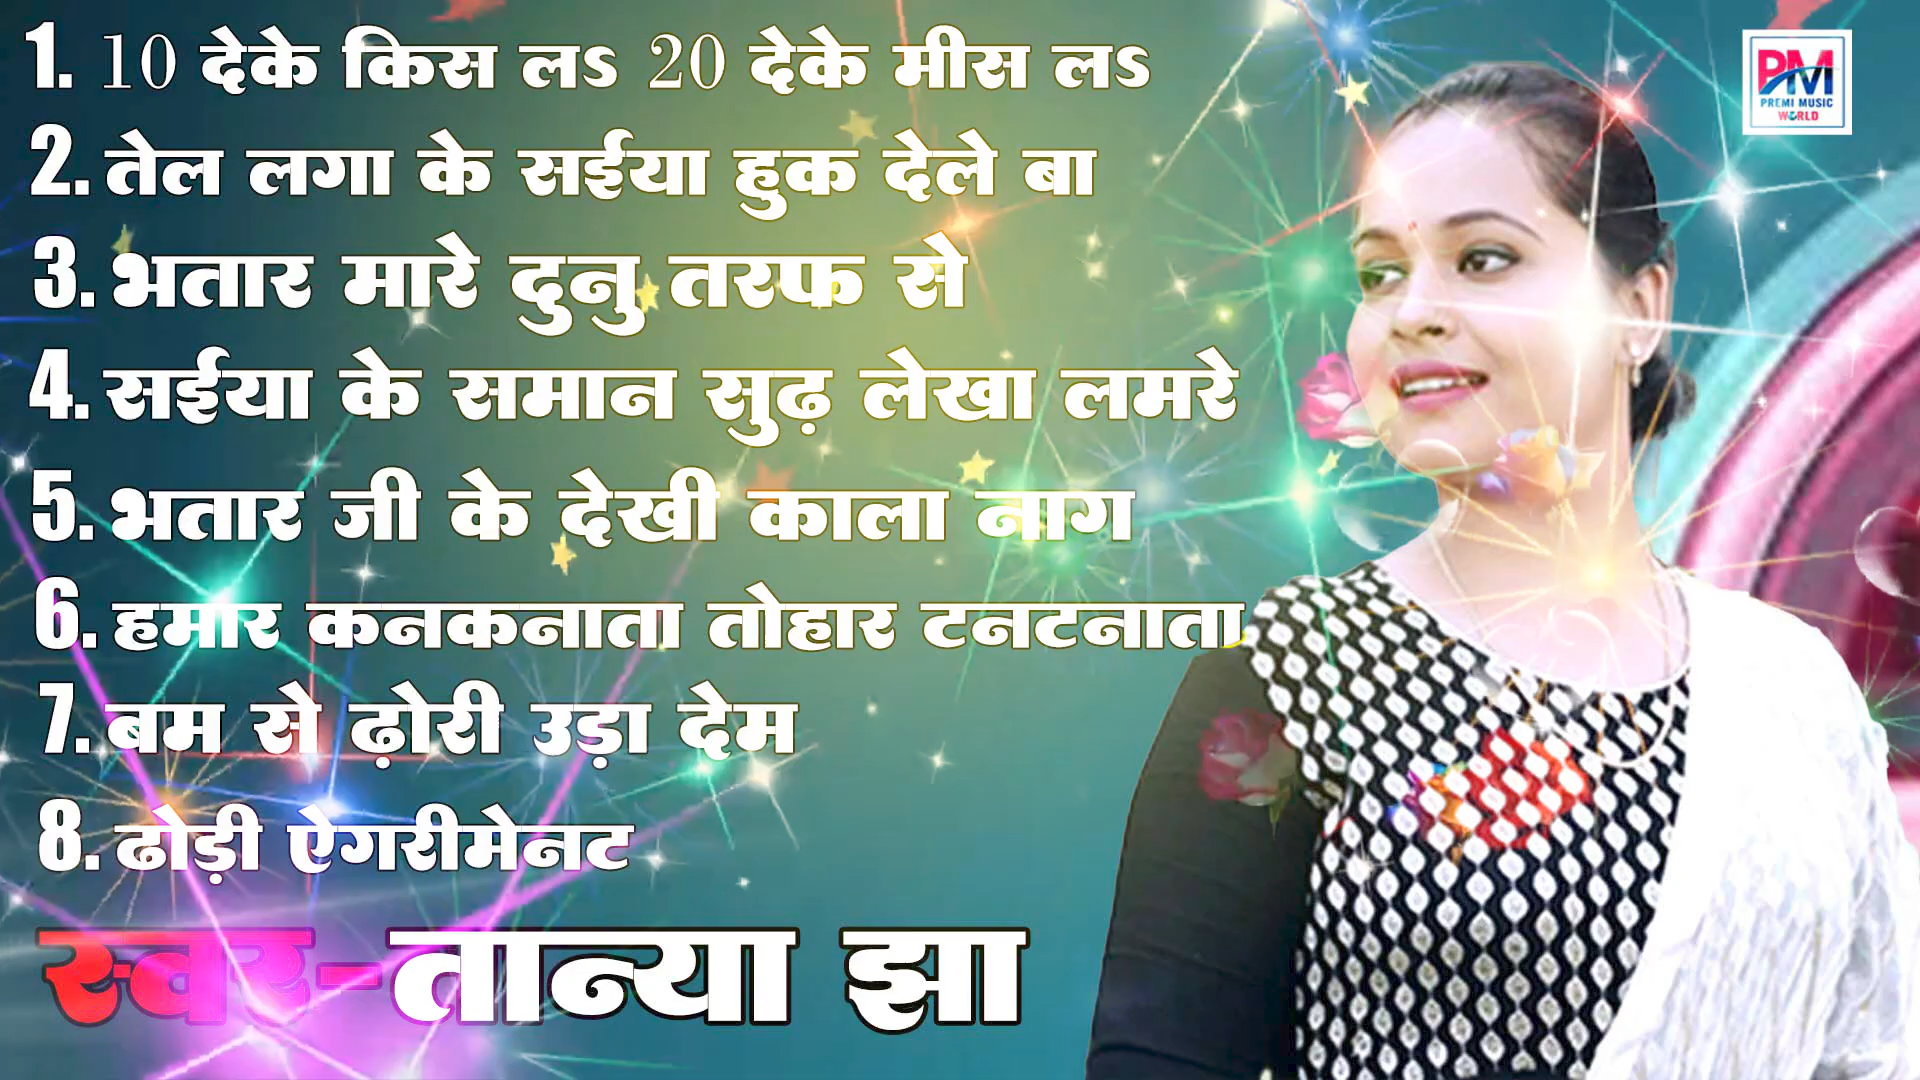 1. 10 देके किस लऽ 20 देके मीस लऽ
PM
PREMI MUSIC
WORLD
2. तेल लगा के सईया हुक देले बा
3. भतार मारे दुनु तरफ से
4. सईया के समान सुढ़ लेखा लमरे
5. भतार जी के देखी काला नाग
6. हमार कनकनाता तोहार टनटनाता
7. बम से ढ़ोरी उड़ा देम
8. ढोड़ी ऐगरीमेनट
स्वर-तान्या झा